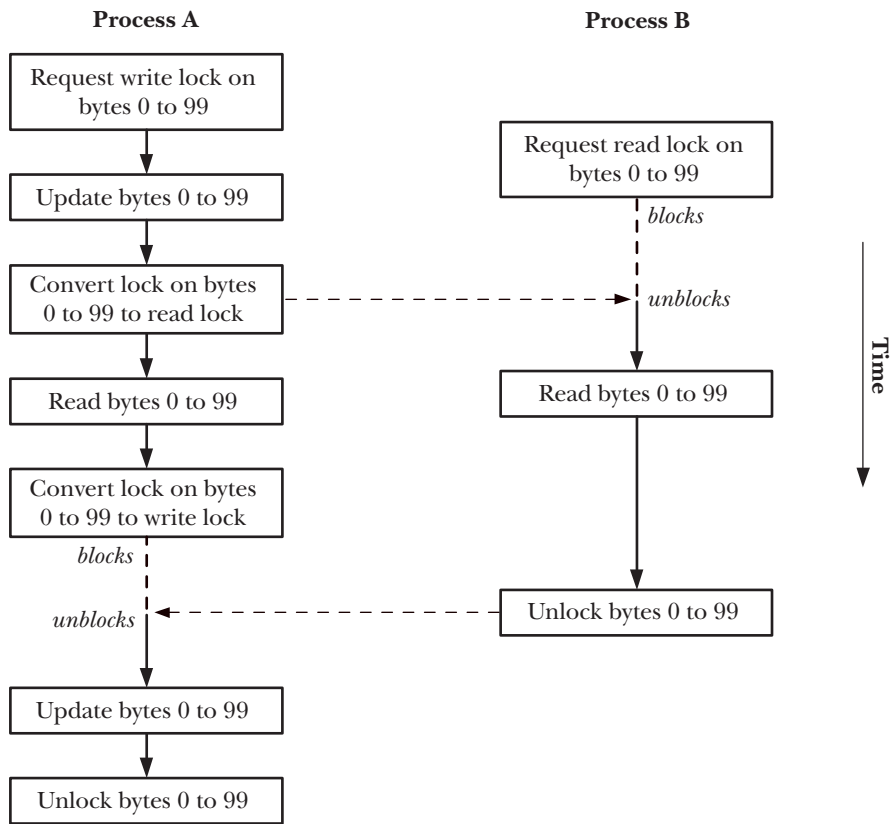 Process A
Process B
Request write lock on
bytes 0 to 99
Request read lock on
bytes 0 to 99
Update bytes 0 to 99
blocks
Convert lock on bytes
0 to 99 to read lock
unblocks
Time
Read bytes 0 to 99
Read bytes 0 to 99
Convert lock on bytes
0 to 99 to write lock
blocks
unblocks
Unlock bytes 0 to 99
Update bytes 0 to 99
Unlock bytes 0 to 99